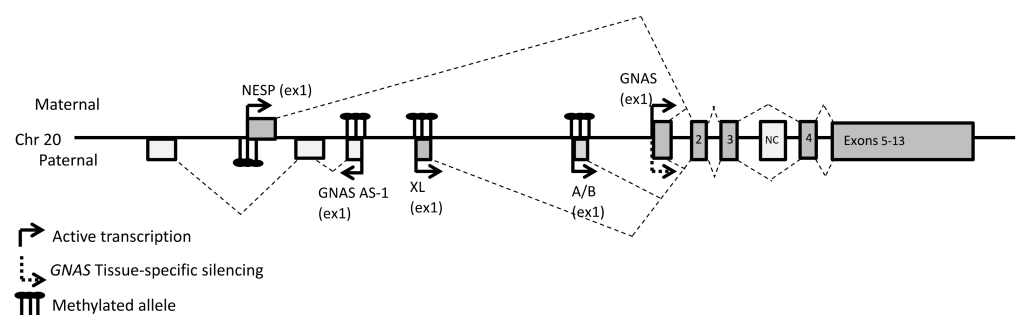 GNAS
(ex1)
NESP (ex1)
Maternal
Chr 20
Paternal
2
3
NC
4
Exons 5-13
GNAS AS-1
(ex1)
XL
(ex1)
A/B
(ex1)
Active transcription
GNAS Tissue-specific silencing
Methylated allele